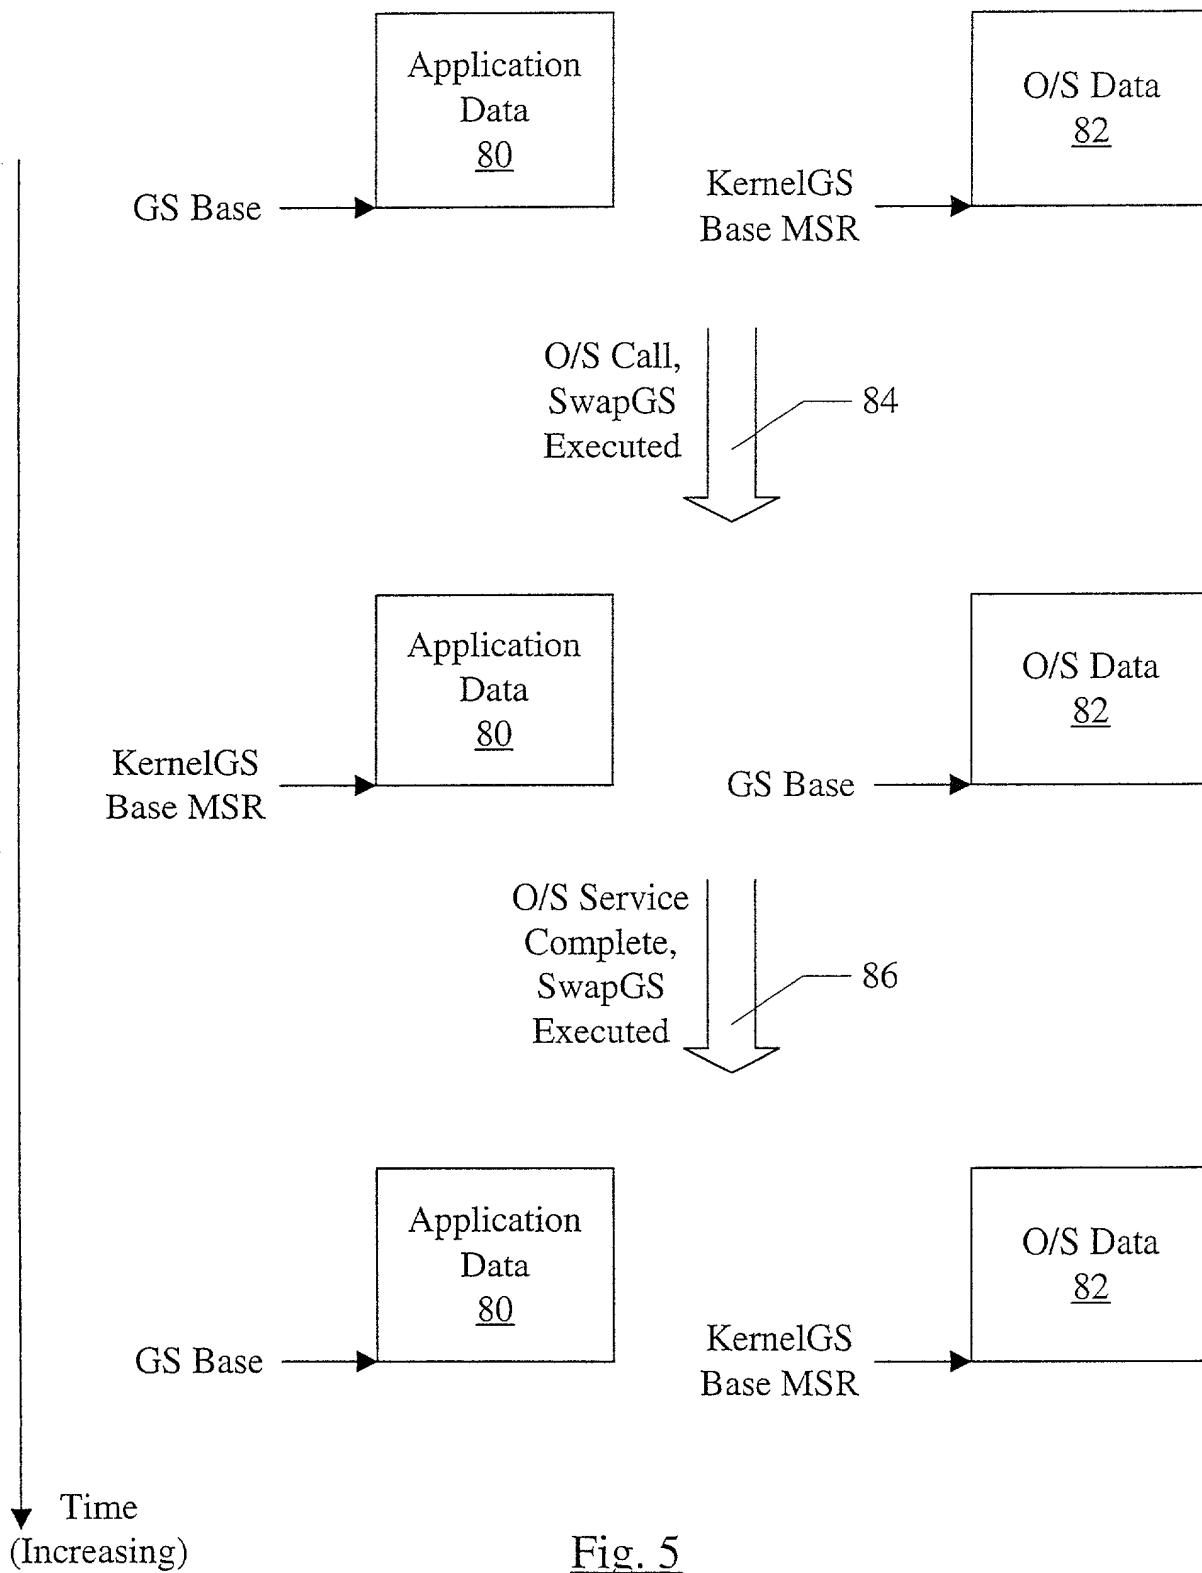 Application
Data
80
O/S Data
82
GS Base
KernelGS
Base MSR
O/S Call,
SwapGS
Executed
84
Application
Data
80
O/S Data
82
KernelGS
Base MSR
GS Base
O/S Service
Complete,
SwapGS
Executed
86
Application
Data
80
O/S Data
82
GS Base
KernelGS
Base MSR
Time
(Increasing)
Fig. 5